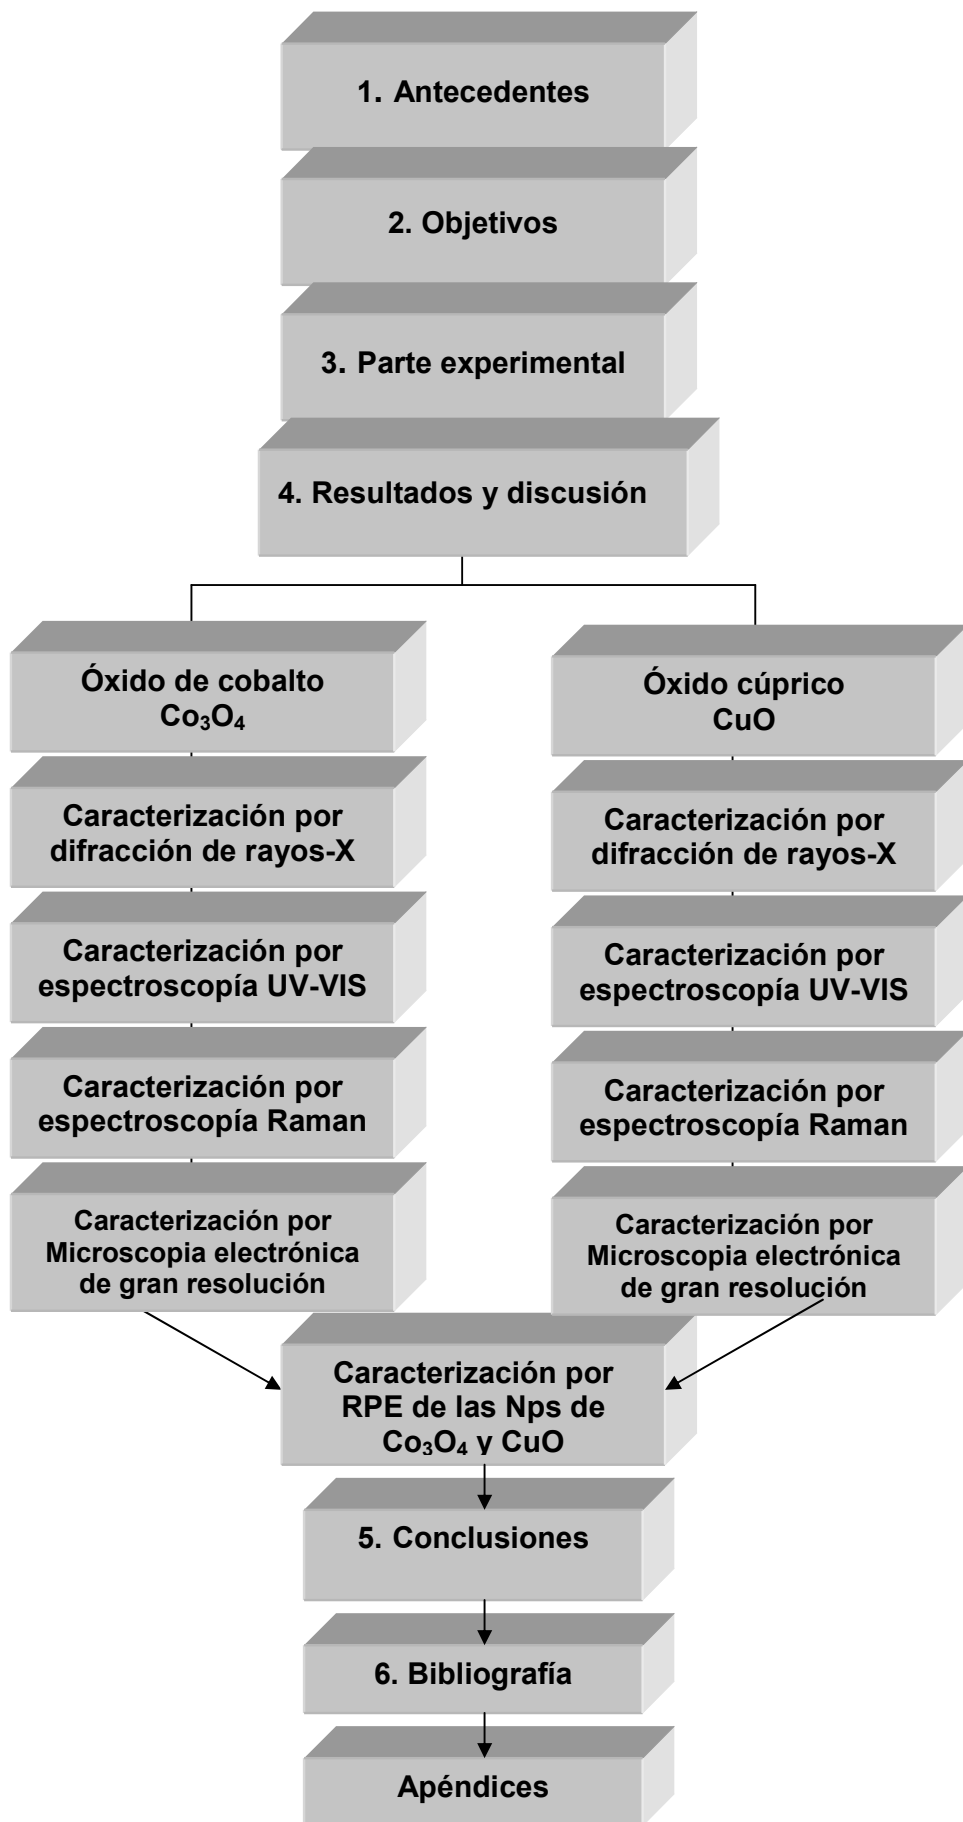 1. Antecedentes
2. Objetivos
3. Parte experimental
4. Resultados y discusión
Óxido de cobalto
Co₃O₄
Caracterización por
difracción de rayos-X
Caracterización por
espectroscopía UV-VIS
Caracterización por
espectroscopía Raman
Caracterización por
Microscopia electrónica
de gran resolución
Óxido cúprico
CuO
Caracterización por
difracción de rayos-X
Caracterización por
espectroscopía UV-VIS
Caracterización por
espectroscopía Raman
Caracterización por
Microscopia electrónica
de gran resolución
Caracterización por
RPE de las Nps de
Co₃O₄ y CuO
5. Conclusiones
6. Bibliografía
Apéndices